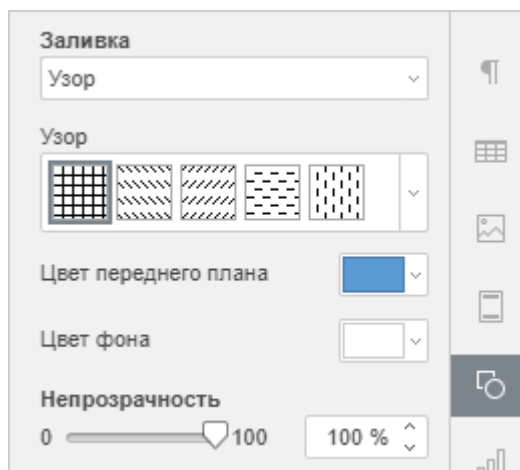 Заливка
Узор
Узор
Цвет переднего плана
Цвет фона
Непрозрачность
0 100 100 %